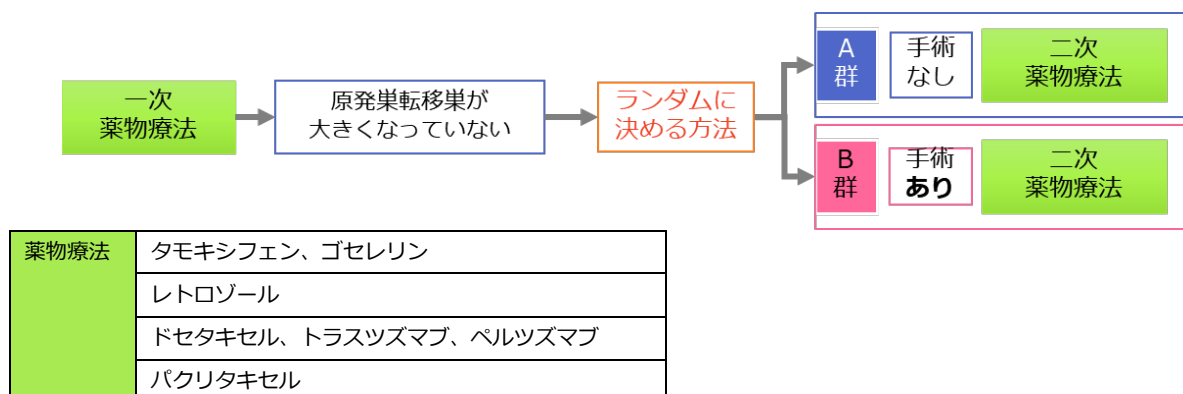 一次
薬物療法
原発巣転移巣が
大きくなっていない
ランダムに
決める方法
A
群
手術
なし
二次
薬物療法
B
群
手術
あり
二次
薬物療法
薬物療法
タモキシフェン、ゴセレリン
レトロゾール
ドセタキセル、トラスツズマブ、ペルツズマブ
パクリタキセル